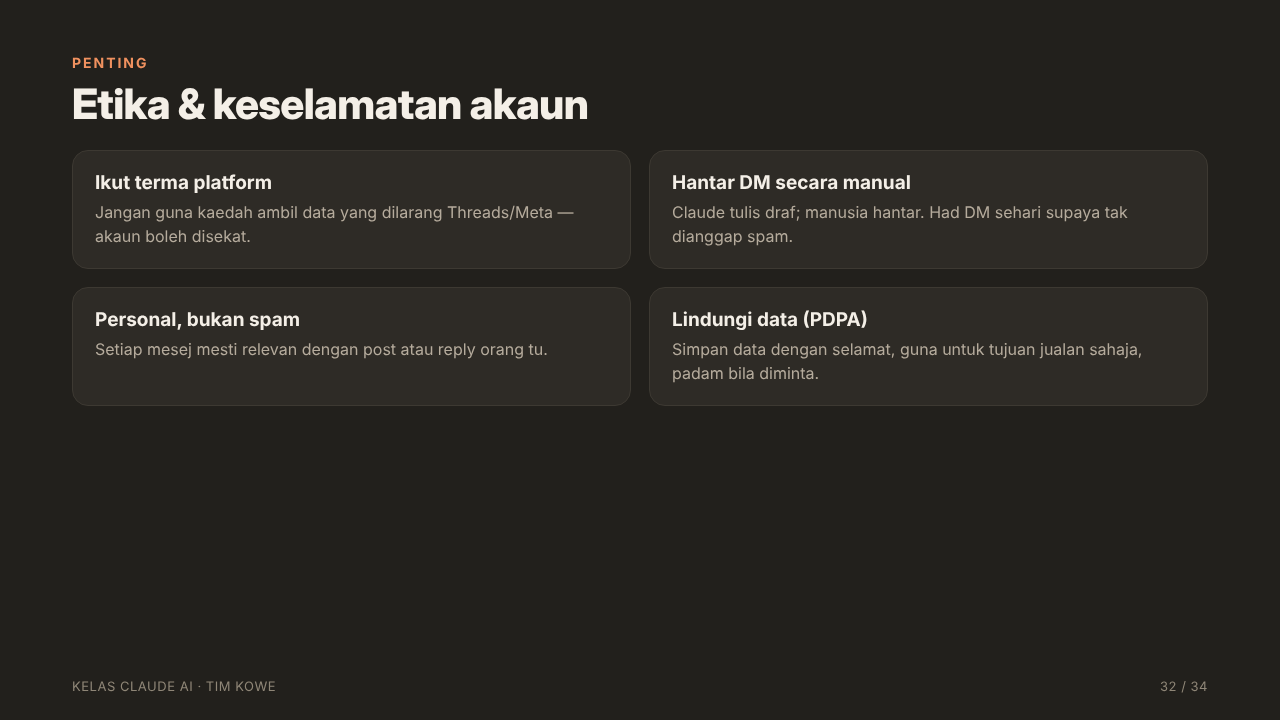 PENTING
Etika & keselamatan akaun
Ikut terma platform
Jangan guna kaedah ambil data yang dilarang Threads/Meta —
akaun boleh disekat.
Hantar DM secara manual
Claude tulis draf; manusia hantar. Had DM sehari supaya tak
dianggap spam.
Personal, bukan spam
Setiap mesej mesti relevan dengan post atau reply orang tu.
Lindungi data (PDPA)
Simpan data dengan selamat, guna untuk tujuan jualan sahaja,
padam bila diminta.
KELAS CLAUDE AI · TIM KOWE
32 / 34